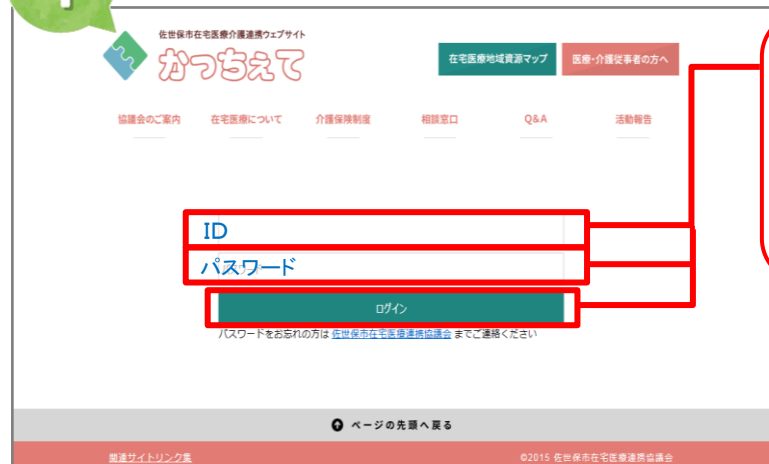 佐世保市在宅医療介護連携ウェブサイト
かっちぇて
在宅医療地域資源マップ
医療・介護従事者の方へ
協議会のご案内
在宅医療について
介護保険制度
相談窓口
Q&A
活動報告
ID
パスワード
ログイン
パスワードをお忘れの方は 佐世保市在宅医療連携協議会 までご連絡ください
ページの先頭へ戻る
関連サイトリンク集
©2015 佐世保市在宅医療連携協議会